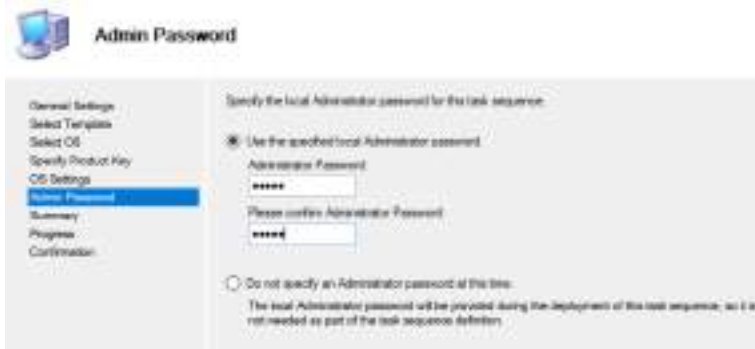 Admin Password
General Settings
Select Template
Select OS
Specify Product Key
OS Settings
Admin Password
Summary
Progress
Confirmation
Specify the local Administrator password for this task sequence.
Use the specified local Administrator password.
Administrator Password
•••••
Please confirm Administrator Password
•••••
Do not specify an Administrator password at this time.
The local Administrator password will be provided during the deployment of this task sequence, so it is
not needed as part of the task sequence definition.